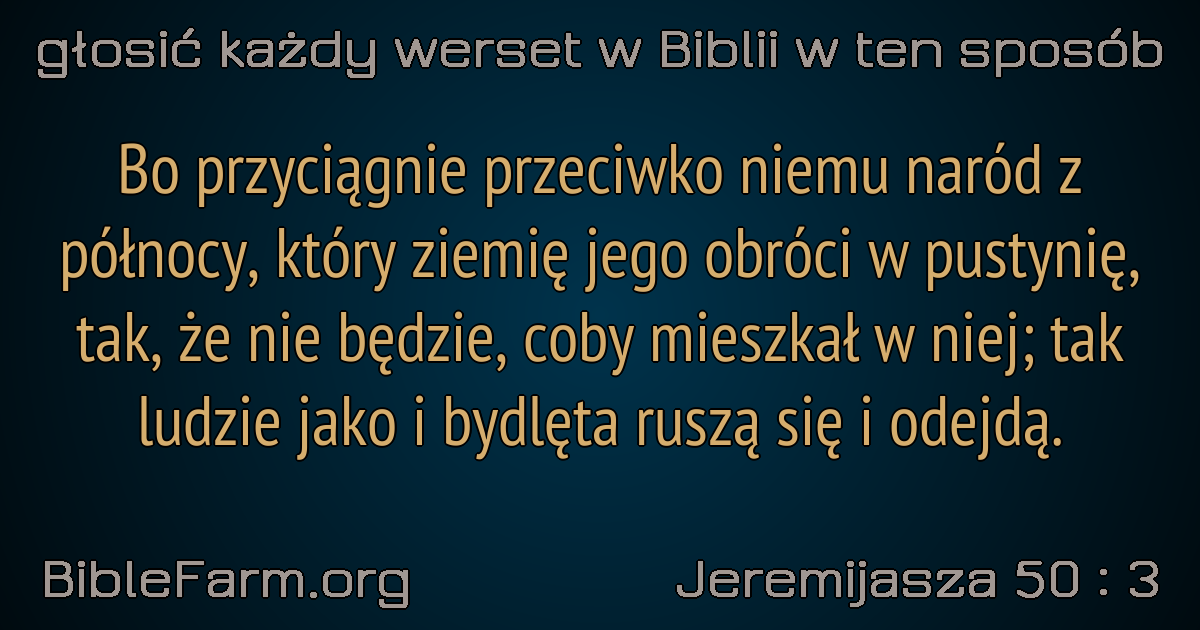 głosić każdy werset w Biblii w ten sposób
Bo przyciągnie przeciwko niemu naród z
północy, który ziemię jego obróci w pustynię,
tak, że nie będzie, coby mieszkał w niej; tak
ludzie jako i bydlęta ruszą się i odejdą.
BibleFarm.org
Jeremijasza 50 : 3